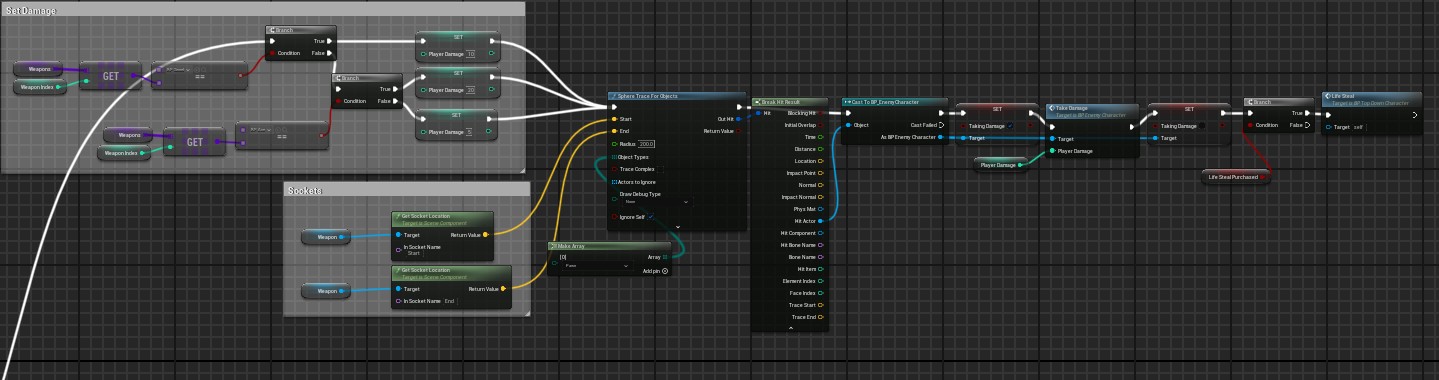 Set Damage
Branch
True
Condition
False
SET
Player Damage 10
Weapons
GET
==
Weapon Index
Branch
True
Condition
False
SET
Player Damage
SET
Player Damage
Weapons
GET
==
Weapon Index
Sockets
Get Socket Location
Target is Scene Component
Weapon
Target
Return Value
In Socket Name
Start
Get Socket Location
Target is Scene Component
Weapon
Target
Return Value
In Socket Name End
Sphere Trace For Objects
Start
Out Hit
End
Return Value
Radius 200.0
Object Types
Trace Complex
Actors to Ignore
Draw Debug Type
None
Ignore Self
Make Array
[0]
Array
Pawn
Add pin
Break Hit Result
Hit
Blocking Hit
Initial Overlap
Time
Distance
Location
Impact Point
Normal
Impact Normal
Phys Mat
Hit Actor
Hit Component
Hit Bone Name
Bone Name
Hit Item
Element Index
Face Index
Trace Start
Trace End
Cast To BP_EnemyCharacter
Cast Failed
Object
As BP Enemy Character
SET
Taking Damage
Target
Player Damage
Take Damage
Target is BP Enemy Character
Target
Player Damage
SET
Taking Damage
Target
Branch
True
Condition
False
Life Steal Purchased
Life Steal
Target is BP Top Down Character
Target self